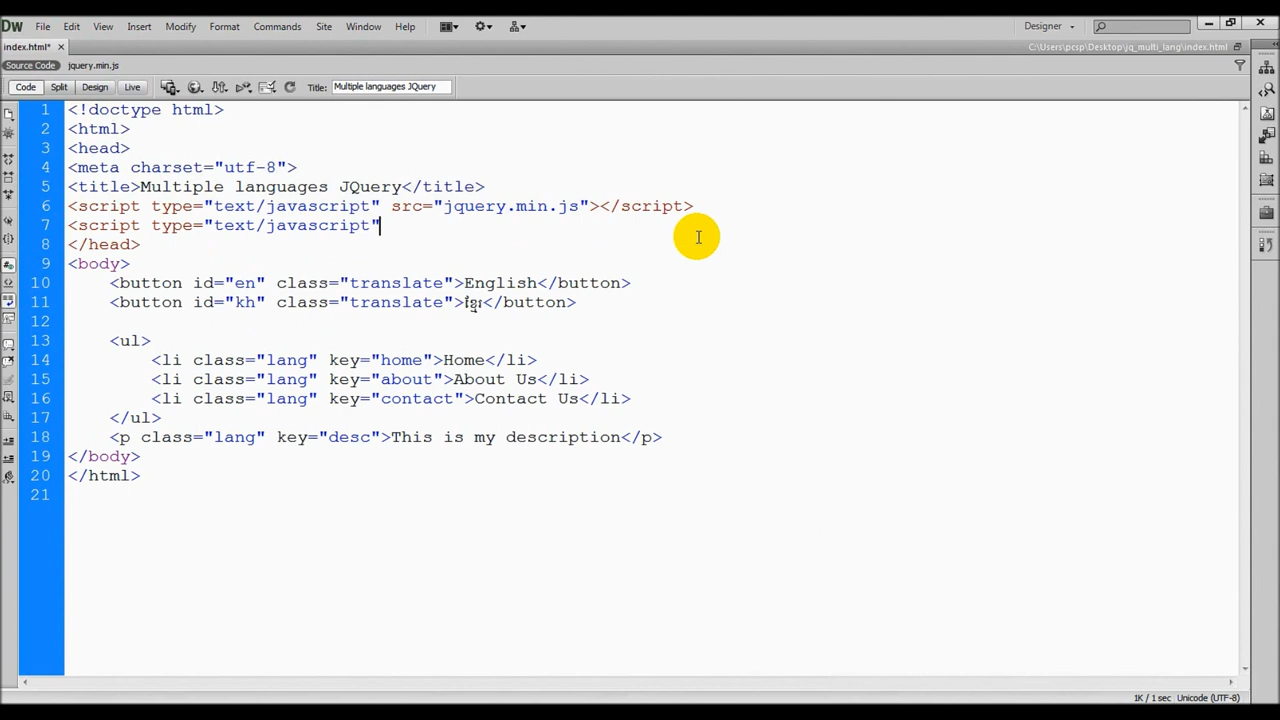 Dw File Edit View Insert Modify Format Commands Site Window Help Designer
index.html* C:\Users\pcsp\Desktop\jq_multi_lang\index.html
Source Code jquery.min.js
Code Split Design Live Title: Multiple languages JQuery
1 <!doctype html>
2 <html>
3 <head>
4 <meta charset="utf-8">
5 <title>Multiple languages JQuery</title>
6 <script type="text/javascript" src="jquery.min.js"></script>
7 <script type="text/javascript"
8 </head>
9 <body>
10 <button id="en" class="translate">English</button>
11 <button id="kh" class="translate"></button>
12
13 <ul>
14 <li class="lang" key="home">Home</li>
15 <li class="lang" key="about">About Us</li>
16 <li class="lang" key="contact">Contact Us</li>
17 </ul>
18 <p class="lang" key="desc">This is my description</p>
19 </body>
20 </html>
21
1K / 1 sec Unicode (UTF-8)